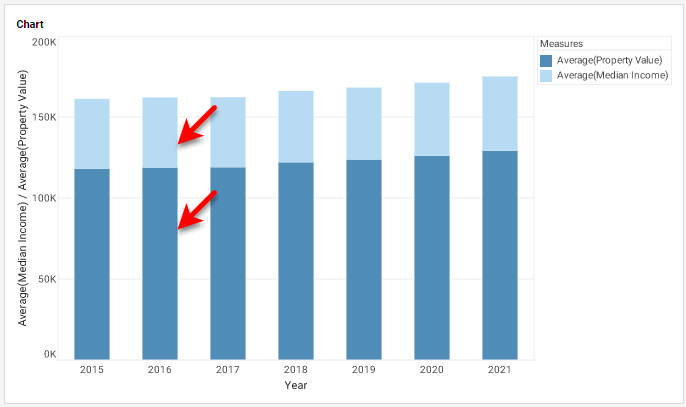 Chart
Measures
Average(Property Value)
Average(Median Income)
Average(Median Income) / Average(Property Value)
200K
150K
100K
50K
0K
2015 2016 2017 2018 2019 2020 2021
Year